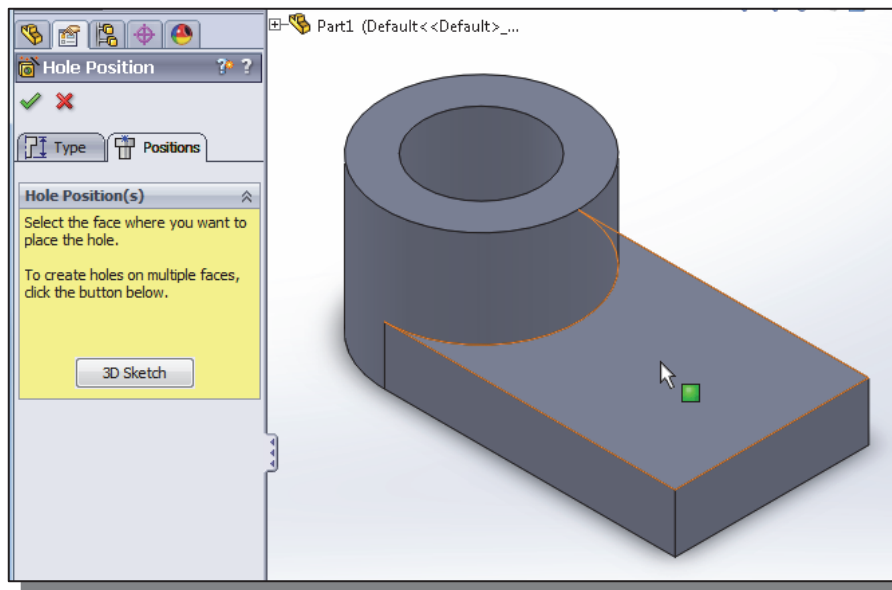 Part1 (Default<<Default>_...
Hole Position
? ?
Type
Positions
Hole Position(s)
Select the face where you want to
place the hole.
To create holes on multiple faces,
click the button below.
3D Sketch